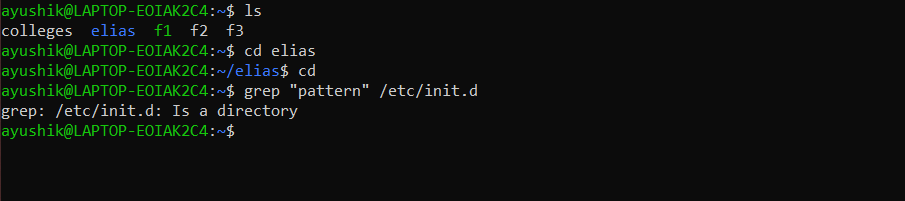 ayushik@LAPTOP-EOIAK2C4:~$ ls
colleges  elias  f1  f2  f3
ayushik@LAPTOP-EOIAK2C4:~$ cd elias
ayushik@LAPTOP-EOIAK2C4:~/elias$ cd
ayushik@LAPTOP-EOIAK2C4:~$ grep "pattern" /etc/init.d
grep: /etc/init.d: Is a directory
ayushik@LAPTOP-EOIAK2C4:~$